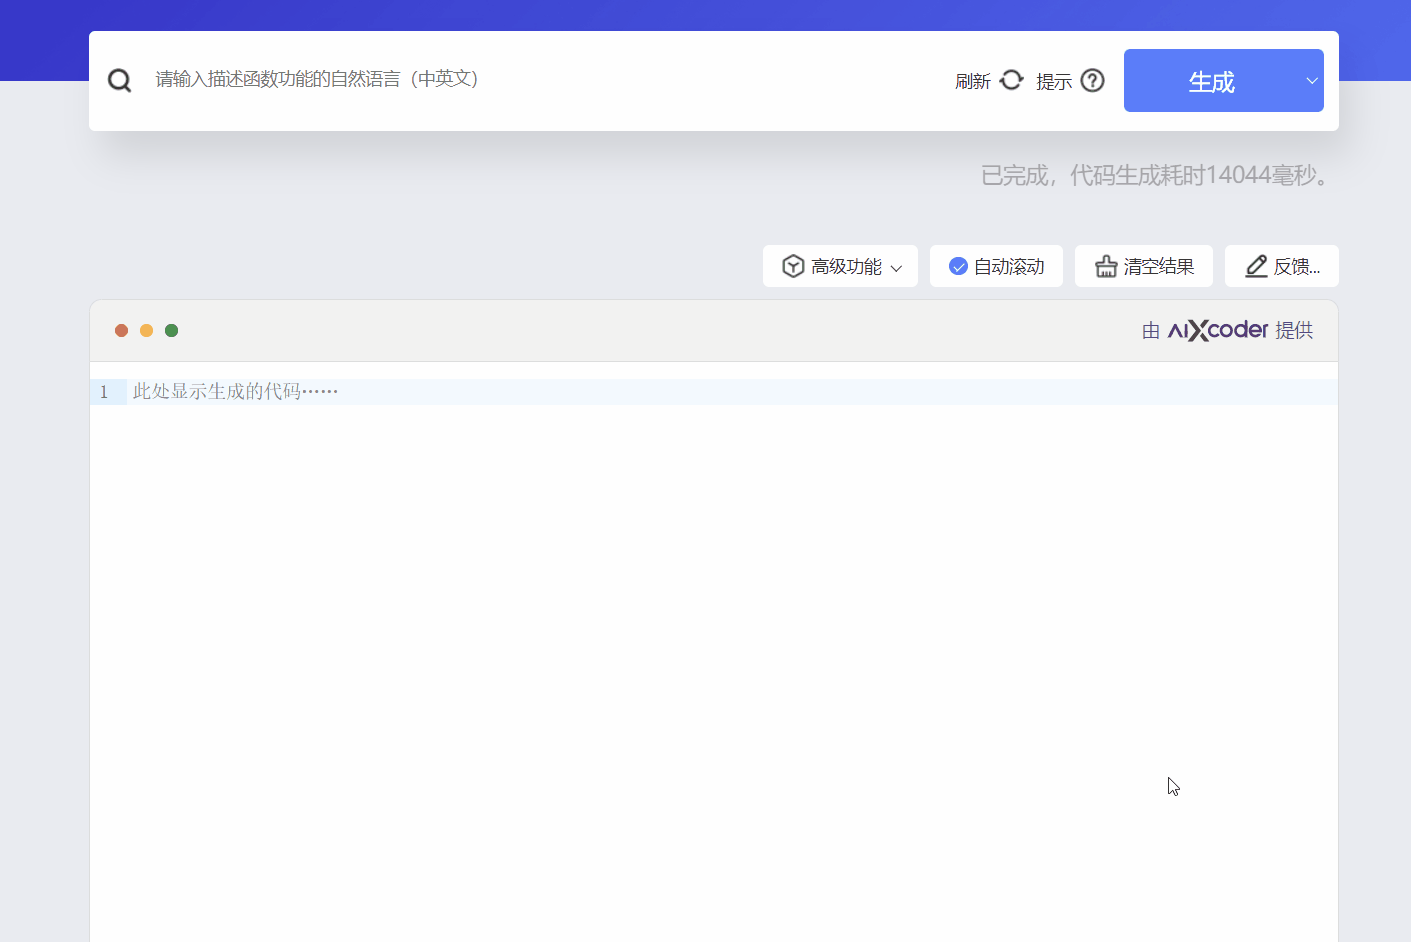 请输入描述函数功能的自然语言（中英文）
刷新 提示 生成
已完成，代码生成耗时14044毫秒。
高级功能 自动滚动 清空结果 反馈...
由 aiXcoder 提供
1 此处显示生成的代码……